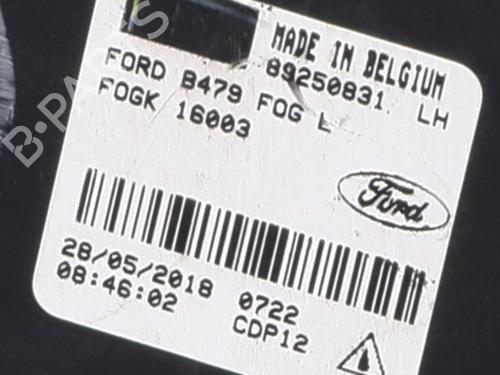 MADE IN BELGIUM
89250831 LH
FORD B479 FOG L
FOGK 16003
Ford
28/05/2018 0722
08:46:02 CDP12
B-PARTS